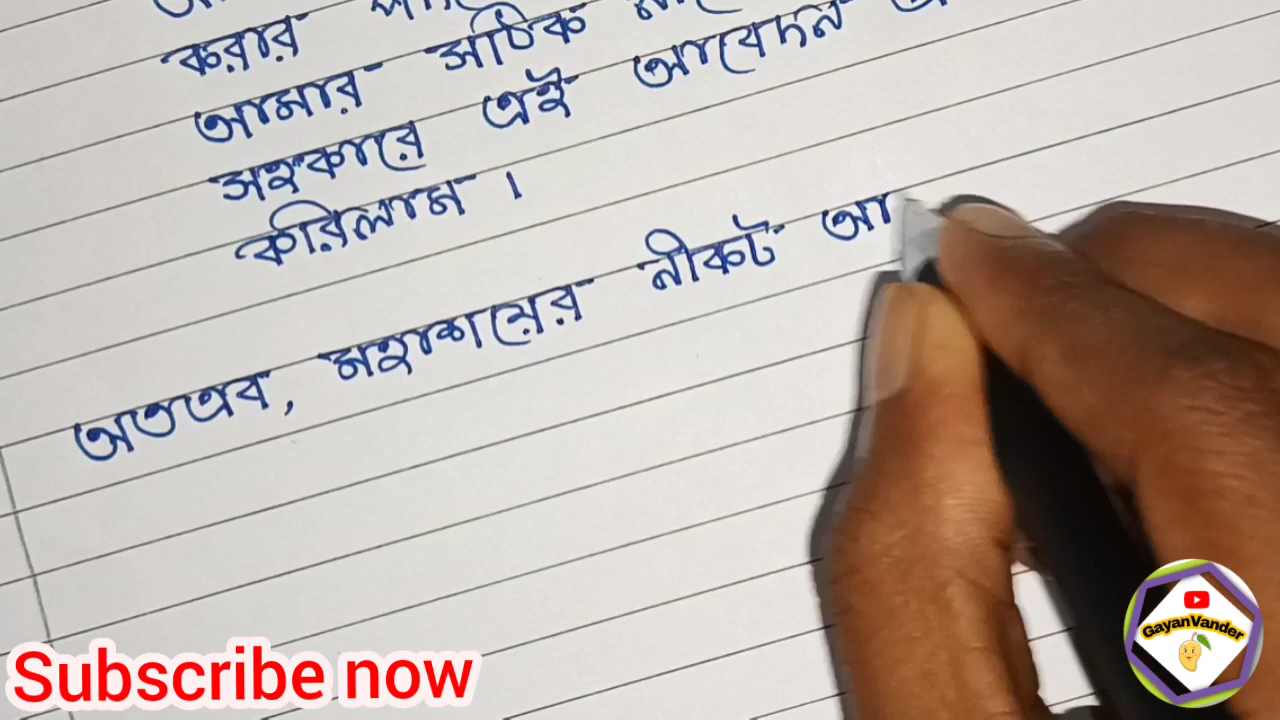 করার
আমার সঠিক
সহকারে এই আবেদন
করিলাম।
অতএব, মহাশয়ের নীকট আ
Subscribe now
GayanVander